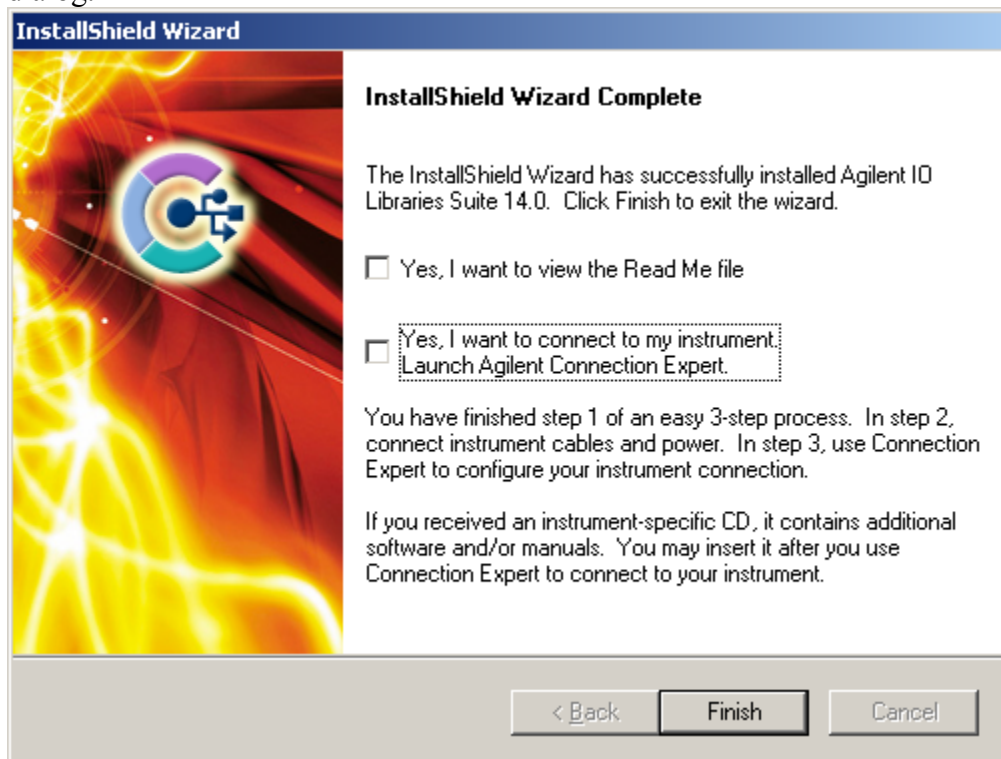 dialog.
InstallShield Wizard
InstallShield Wizard Complete
The InstallShield Wizard has successfully installed Agilent IO
Libraries Suite 14.0.  Click Finish to exit the wizard.
Yes, I want to view the Read Me file
Yes, I want to connect to my instrument.
Launch Agilent Connection Expert.
You have finished step 1 of an easy 3-step process.  In step 2,
connect instrument cables and power.  In step 3, use Connection
Expert to configure your instrument connection.
If you received an instrument-specific CD, it contains additional
software and/or manuals.  You may insert it after you use
Connection Expert to connect to your instrument.
< Back
Finish
Cancel